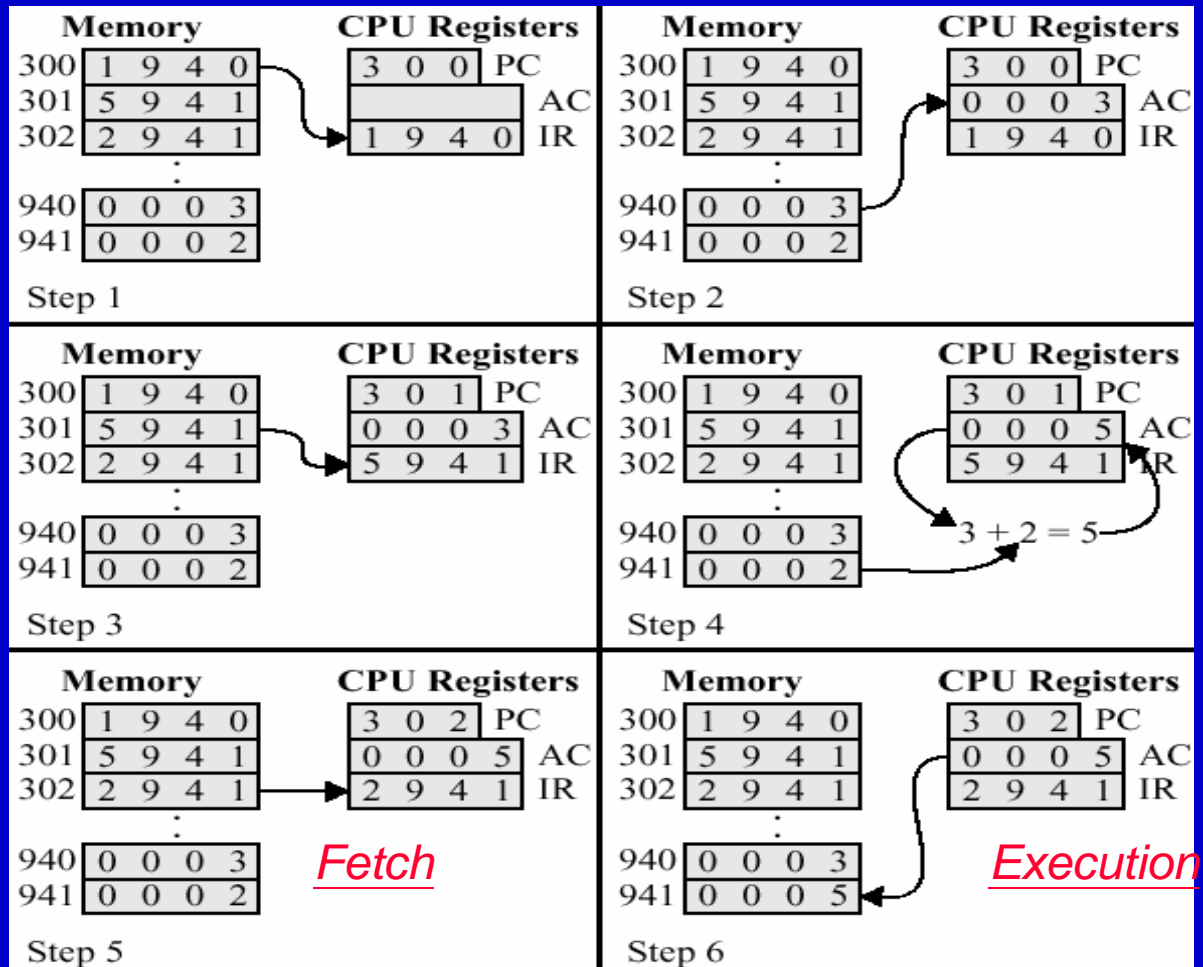 Memory CPU Registers
300 1 9 4 0 3 0 0 PC
301 5 9 4 1 AC
302 2 9 4 1 1 9 4 0 IR
940 0 0 0 3
941 0 0 0 2
Step 1
Memory CPU Registers
300 1 9 4 0 3 0 0 PC
301 5 9 4 1 0 0 0 3 AC
302 2 9 4 1 1 9 4 0 IR
940 0 0 0 3
941 0 0 0 2
Step 2
Memory CPU Registers
300 1 9 4 0 3 0 1 PC
301 5 9 4 1 0 0 0 3 AC
302 2 9 4 1 5 9 4 1 IR
940 0 0 0 3
941 0 0 0 2
Step 3
Memory CPU Registers
300 1 9 4 0 3 0 1 PC
301 5 9 4 1 0 0 0 5 AC
302 2 9 4 1 5 9 4 1 IR
940 0 0 0 3 3 + 2 = 5
941 0 0 0 2
Step 4
Memory CPU Registers
300 1 9 4 0 3 0 2 PC
301 5 9 4 1 0 0 0 5 AC
302 2 9 4 1 2 9 4 1 IR
940 0 0 0 3 Fetch
941 0 0 0 2
Step 5
Memory CPU Registers
300 1 9 4 0 3 0 2 PC
301 5 9 4 1 0 0 0 5 AC
302 2 9 4 1 2 9 4 1 IR
940 0 0 0 3 Execution
941 0 0 0 5
Step 6